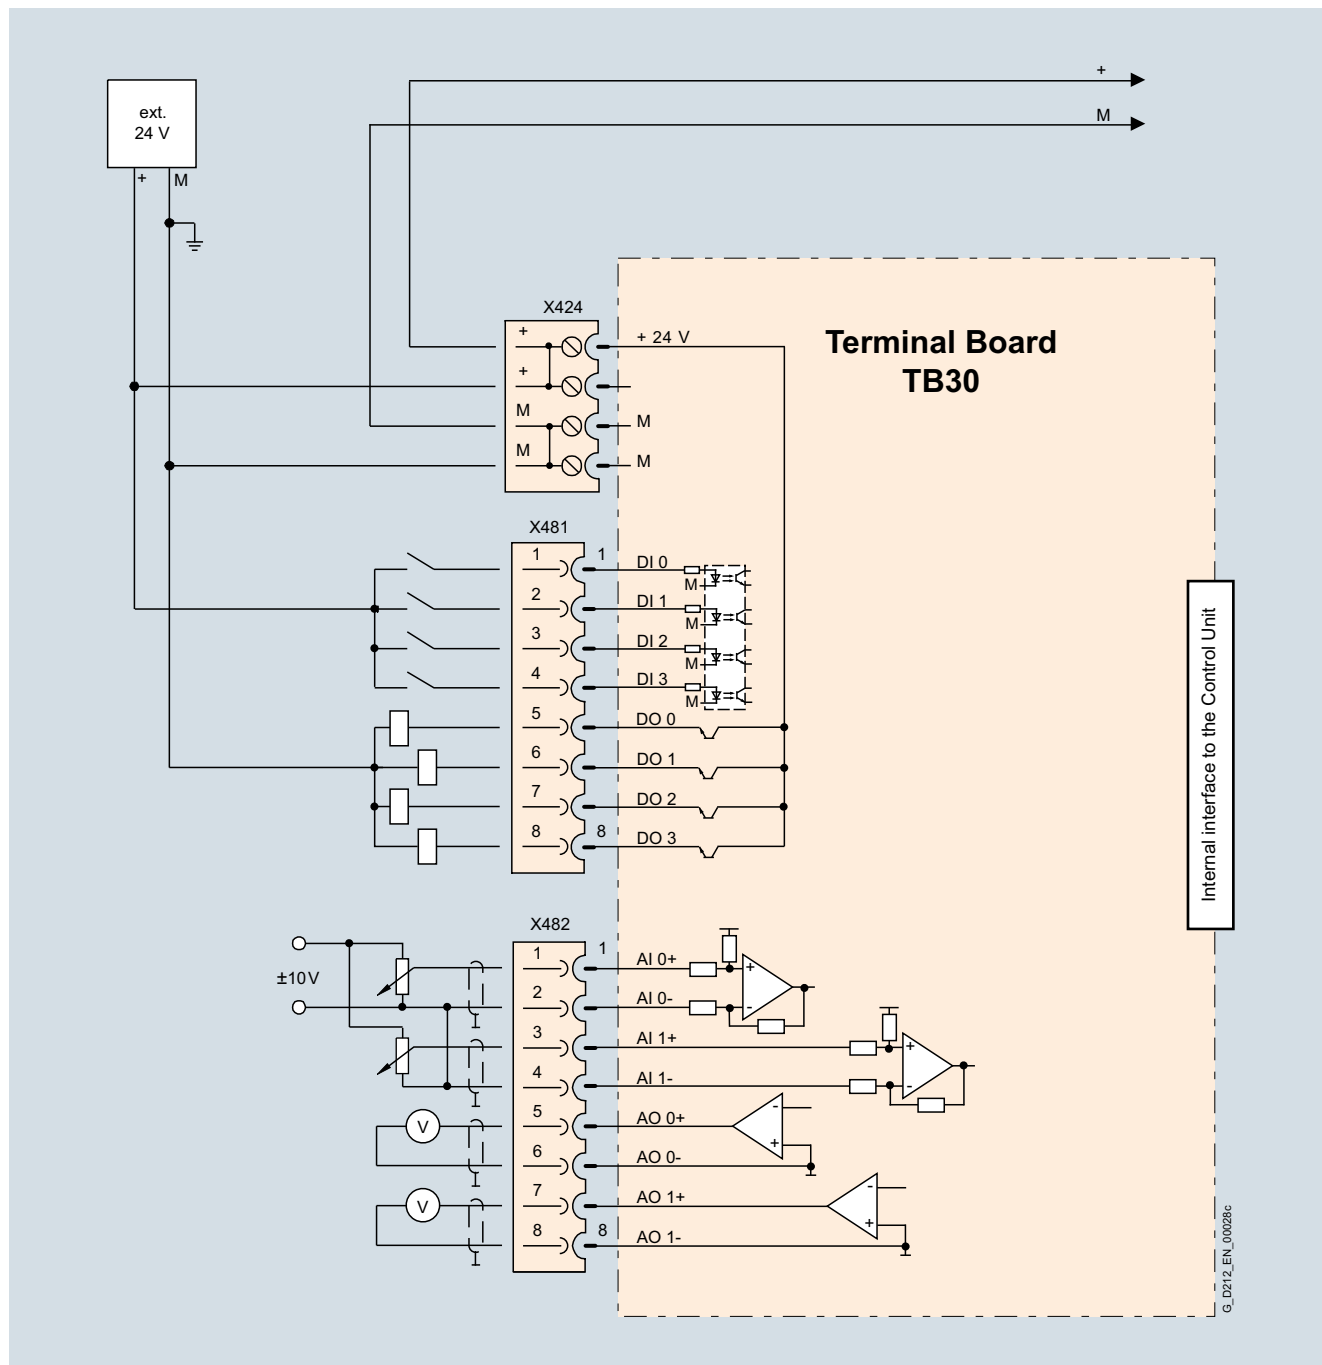 +
M
ext.
24 V
+
M
X424
+
+ 24 V
Terminal Board
TB30
+
M
M
M
M
X481
1
1
DI 0
M
2
DI 1
M
3
DI 2
M
4
DI 3
M
5
DO 0
6
DO 1
7
DO 2
8
8
DO 3
Internal interface to the Control Unit
X482
±10 V
1
1
AI 0+
+
2
AI 0-
-
3
AI 1+
+
4
AI 1-
-
V
5
AO 0+
-
+
6
AO 0-
V
7
AO 1+
-
+
8
8
AO 1-
G_D212_EN_00028c